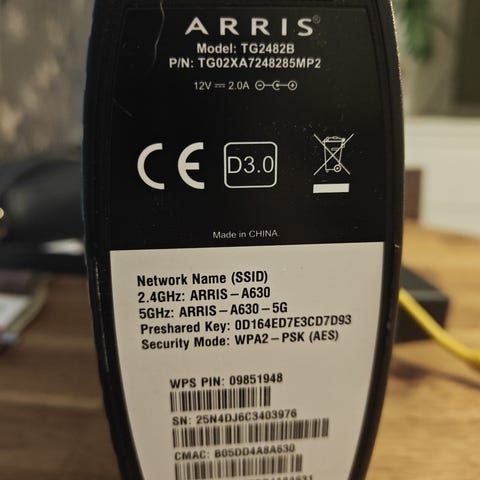 ARRIS®
Model: TG2482B
P/N: TG02XA7248285MP2
12V ⎓ 2.0A
CE D3.0
Made in CHINA
Network Name (SSID)
2.4GHz: ARRIS-A630
5GHz: ARRIS-A630-5G
Preshared Key: 0D164ED7E3CD7D93
Security Mode: WPA2-PSK (AES)
WPS PIN: 09851948
SN: 25N4DJ6C3403976
CMAC: B05DD4A8A630